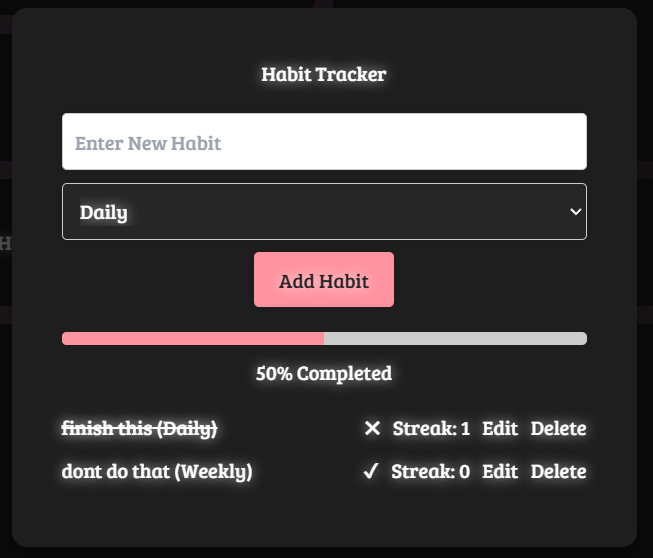 Habit Tracker
Enter New Habit
Daily
Add Habit
50% Completed
finish this (Daily) ✕ Streak: 1 Edit Delete
dont do that (Weekly) ✓ Streak: 0 Edit Delete
H